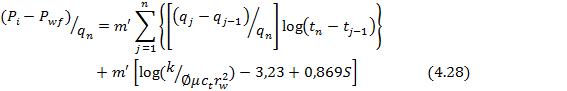 (P_i − P_wf)/q_n = m′ ∑_{j=1}^{n} {[(q_j − q_{j−1})/q_n] log(t_n − t_{j−1})}
+ m′ [log(k/∅μc_t r_w^2) − 3,23 + 0,869S] (4.28)